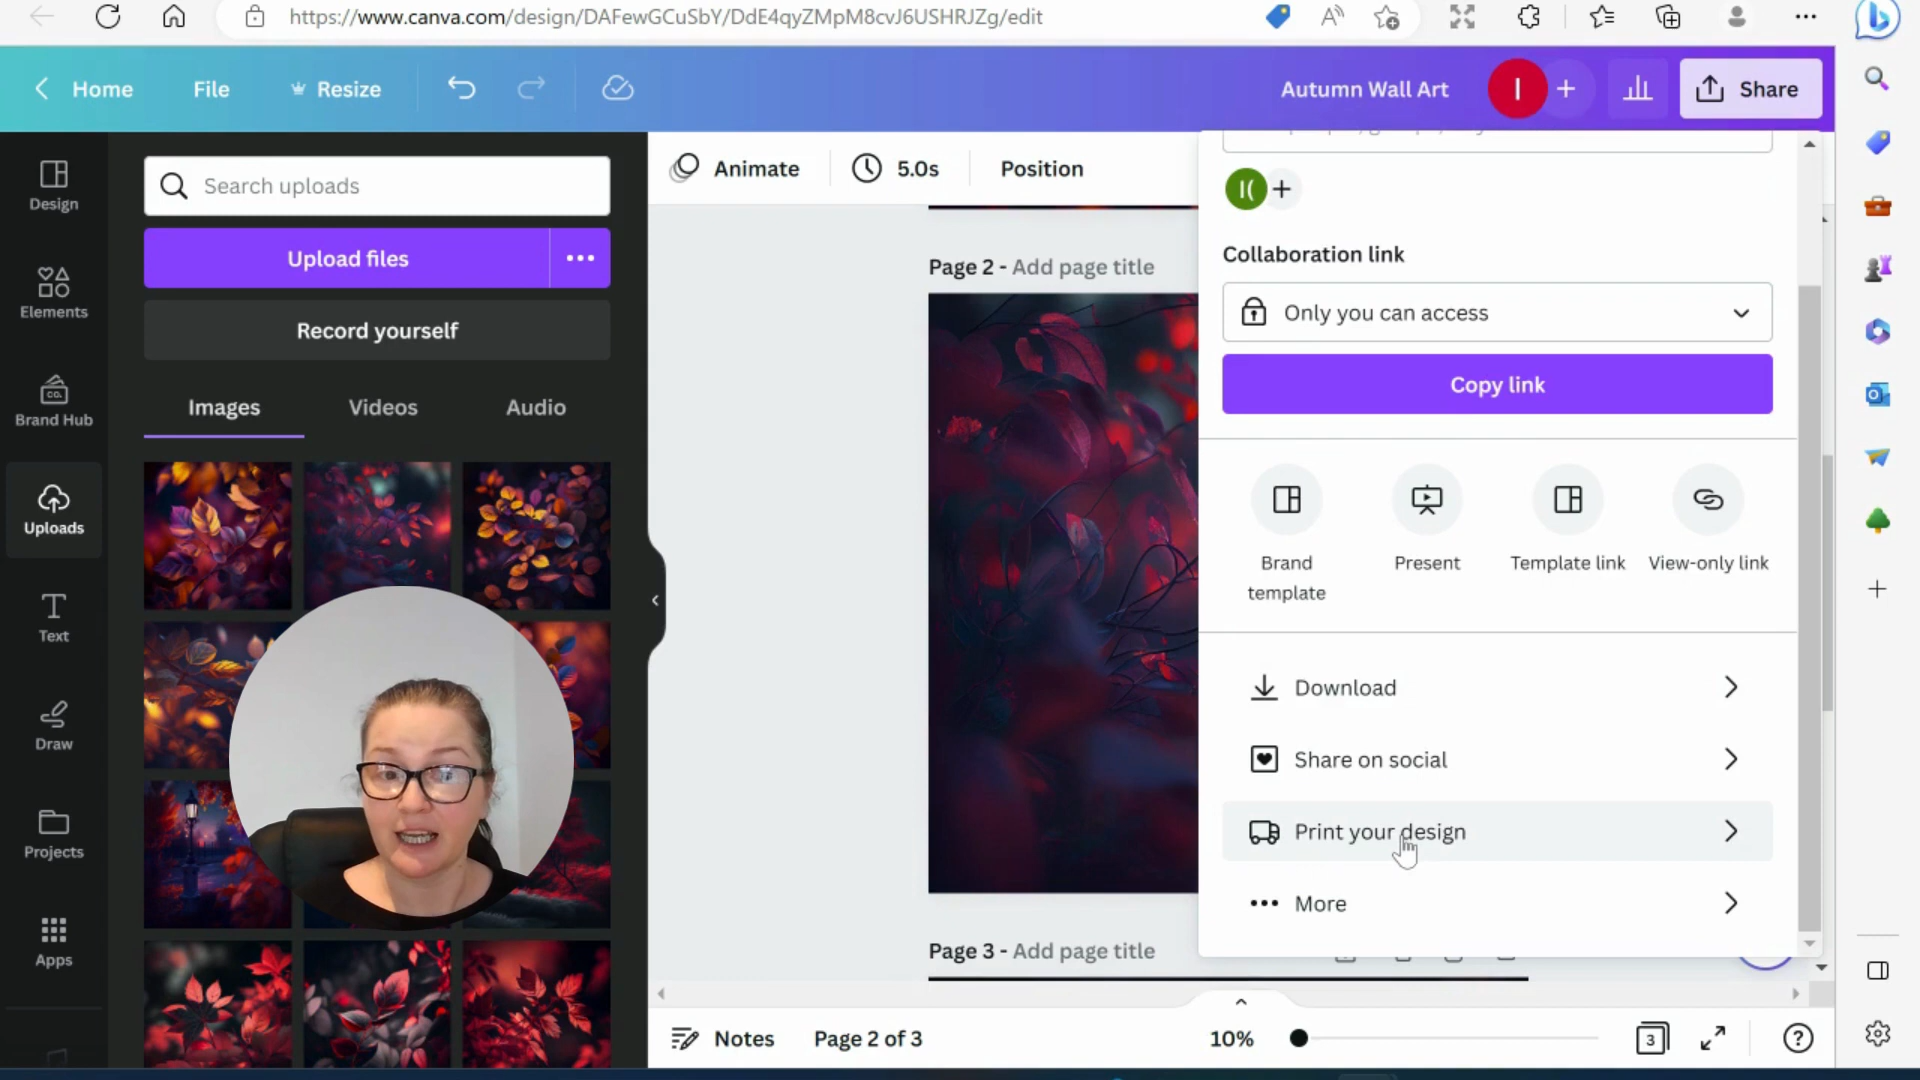 https://www.canva.com/design/DAFewGCuSbY/DdE4qyZMpM8cvJ6USHRJZg/edit
Home
File
Resize
Autumn Wall Art
I
Share
Search uploads
Upload files
Record yourself
Images
Videos
Audio
Design
Elements
CO.
Brand Hub
Uploads
Text
Draw
Projects
Apps
Animate
5.0s
Position
Page 2 - Add page title
Page 3 - Add page title
I(
Collaboration link
Only you can access
Copy link
Brand
template
Present
Template link
View-only link
Download
Share on social
Print your design
More
Notes
Page 2 of 3
10%
3